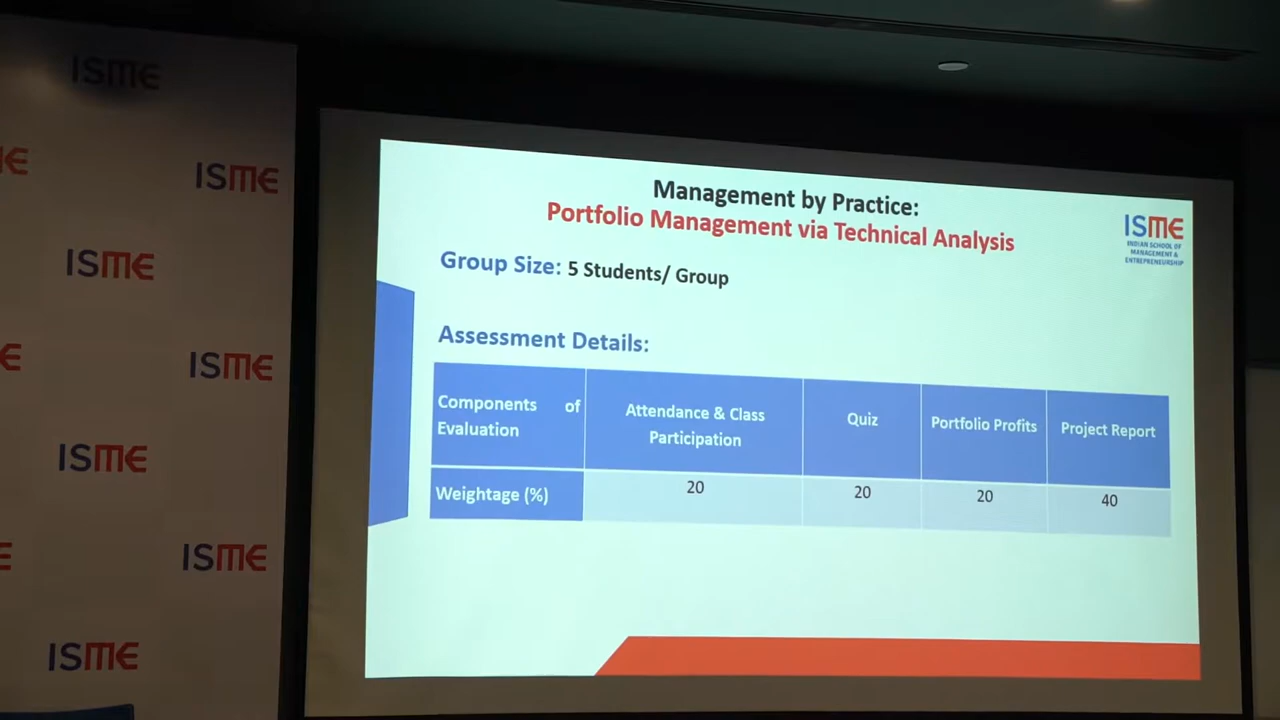 ISME
ISME
ISME
ISME
ISME
ISME
ISME
Management by Practice:
Portfolio Management via Technical Analysis
ISME
INDIAN SCHOOL OF
MANAGEMENT &
ENTREPRENEURSHIP
Group Size: 5 Students/ Group
Assessment Details:
Components of Evaluation
Attendance & Class Participation
Quiz
Portfolio Profits
Project Report
Weightage (%)
20
20
20
40